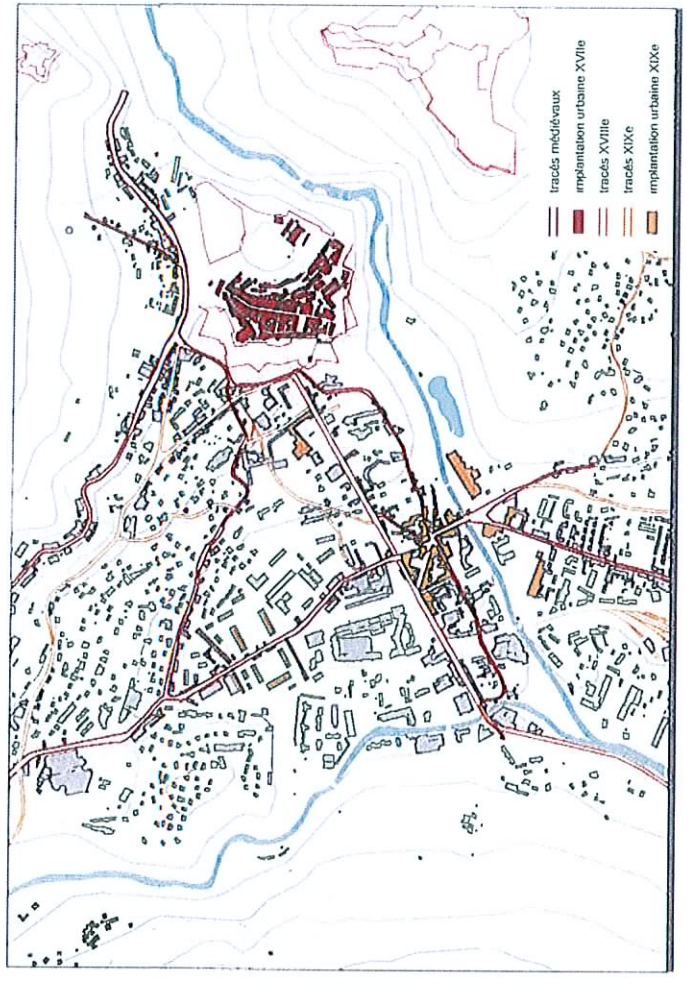 tracés médiévaux
implantation urbaine XVIIe
tracés XVIIIe
tracés XIXe
implantation urbaine XIXe